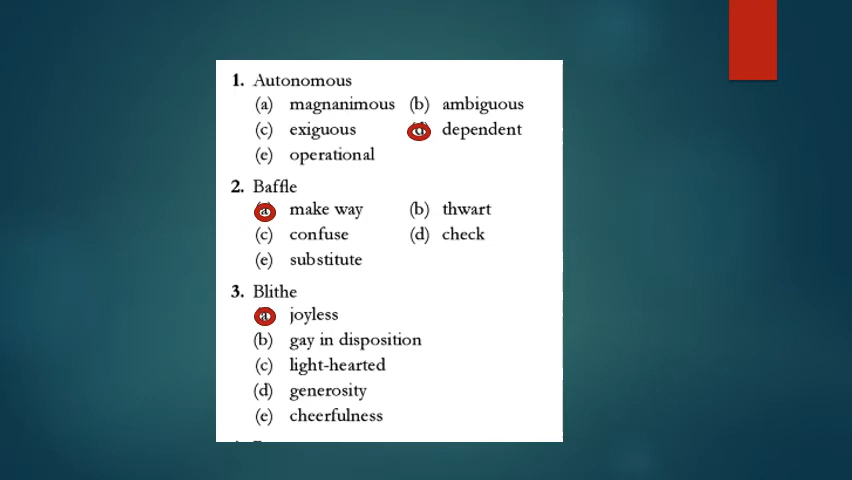 1. Autonomous
(a) magnanimous (b) ambiguous
(c) exiguous (d) dependent
(e) operational
2. Baffle
(a) make way (b) thwart
(c) confuse (d) check
(e) substitute
3. Blithe
(a) joyless
(b) gay in disposition
(c) light-hearted
(d) generosity
(e) cheerfulness